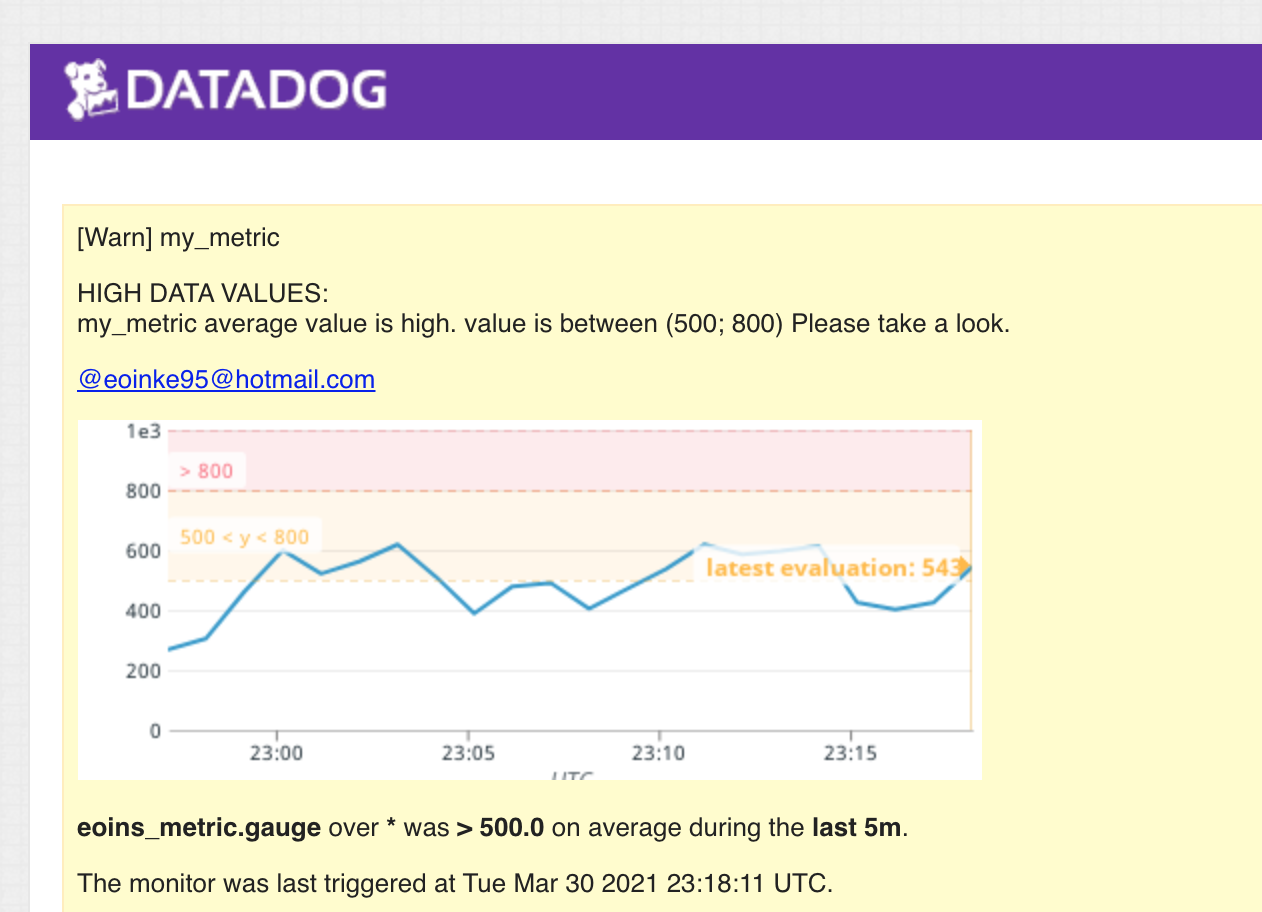 DATADOG
[Warn] my_metric
HIGH DATA VALUES:
my_metric average value is high. value is between (500; 800) Please take a look.
@eoinke95@hotmail.com
1e3
> 800
800
500 < y < 800
600
latest evaluation: 543
400
200
0
23:00 23:05 23:10 23:15
UTC
eoins_metric.gauge over * was > 500.0 on average during the last 5m.
The monitor was last triggered at Tue Mar 30 2021 23:18:11 UTC.